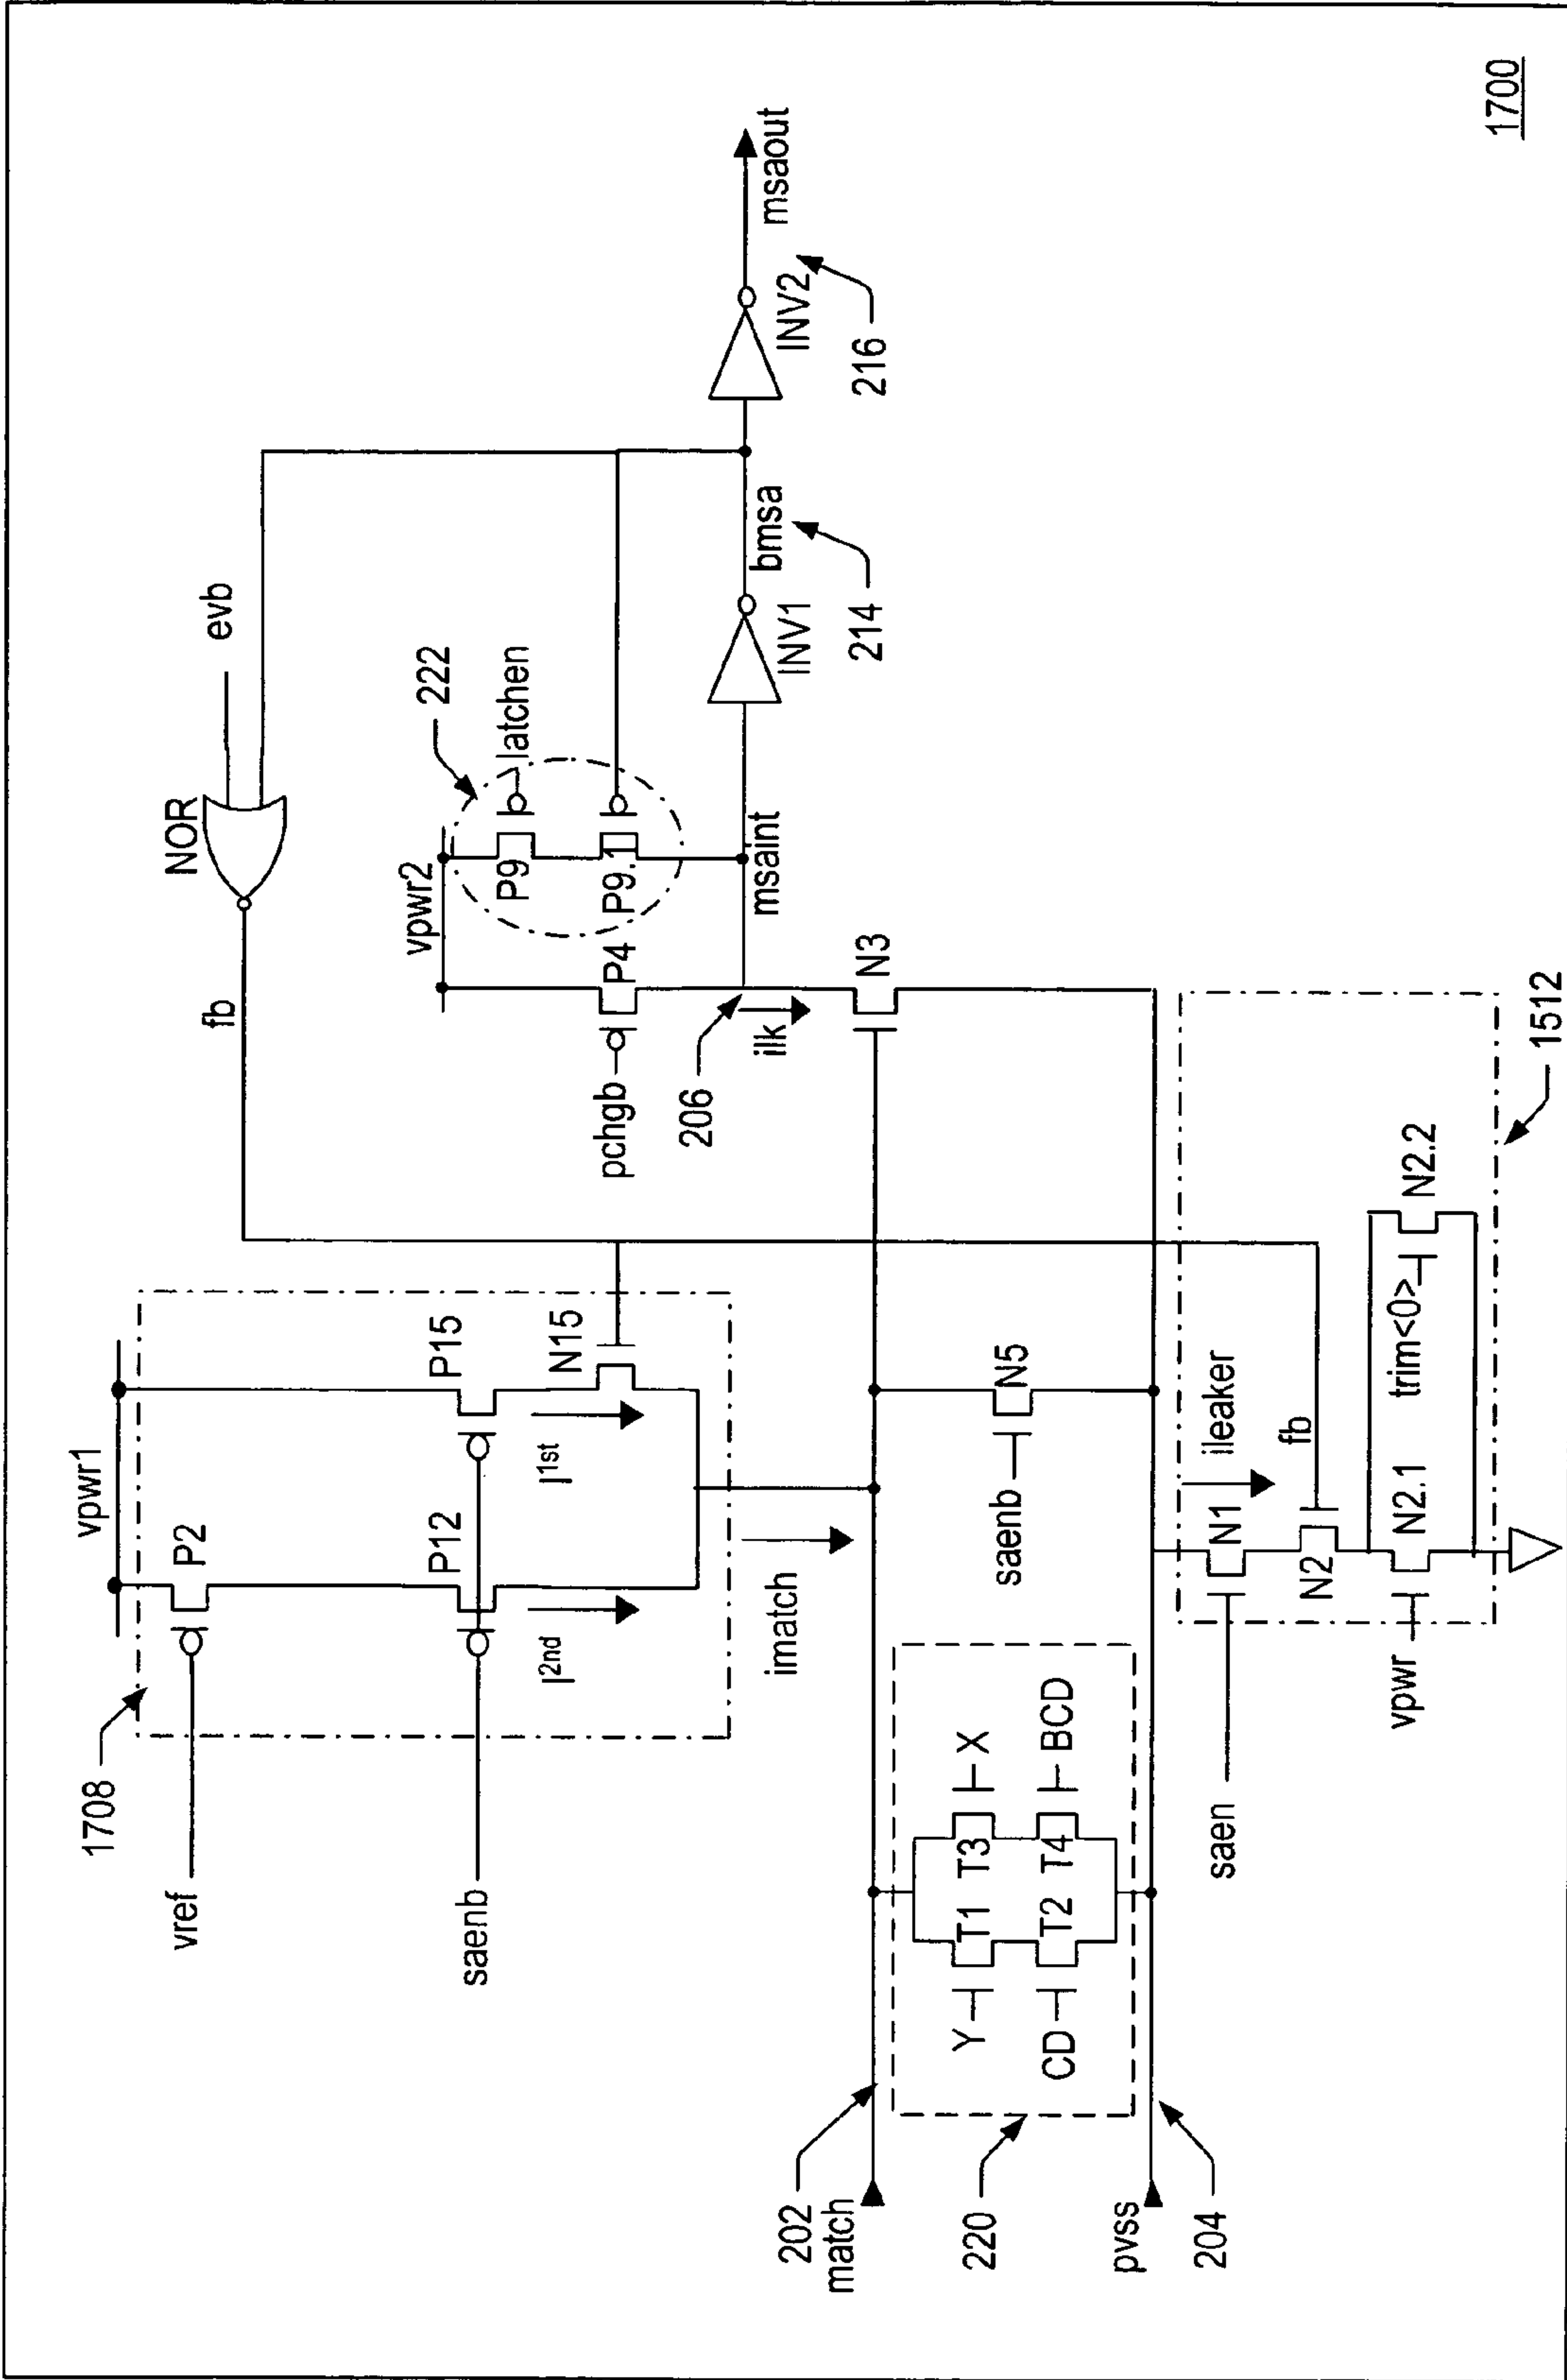 1700
1708
vpwr1
P2
vref
P12
P15
saenb
I2nd
I1st
N15
imatch
fb
NOR
evb
vpwr2
222
P9
latchen
P4
P9.1
pchgb
206
ilk
msaint
INV1
bmsa
214
INV2
216
msaout
N3
202
match
220
Y
T1
T3
X
CD
T2
T4
BCD
pvss
204
saenb
N5
ileaker
saen
N1
fb
N2
vpwr
N2.1
trim<0>
N2.2
1512